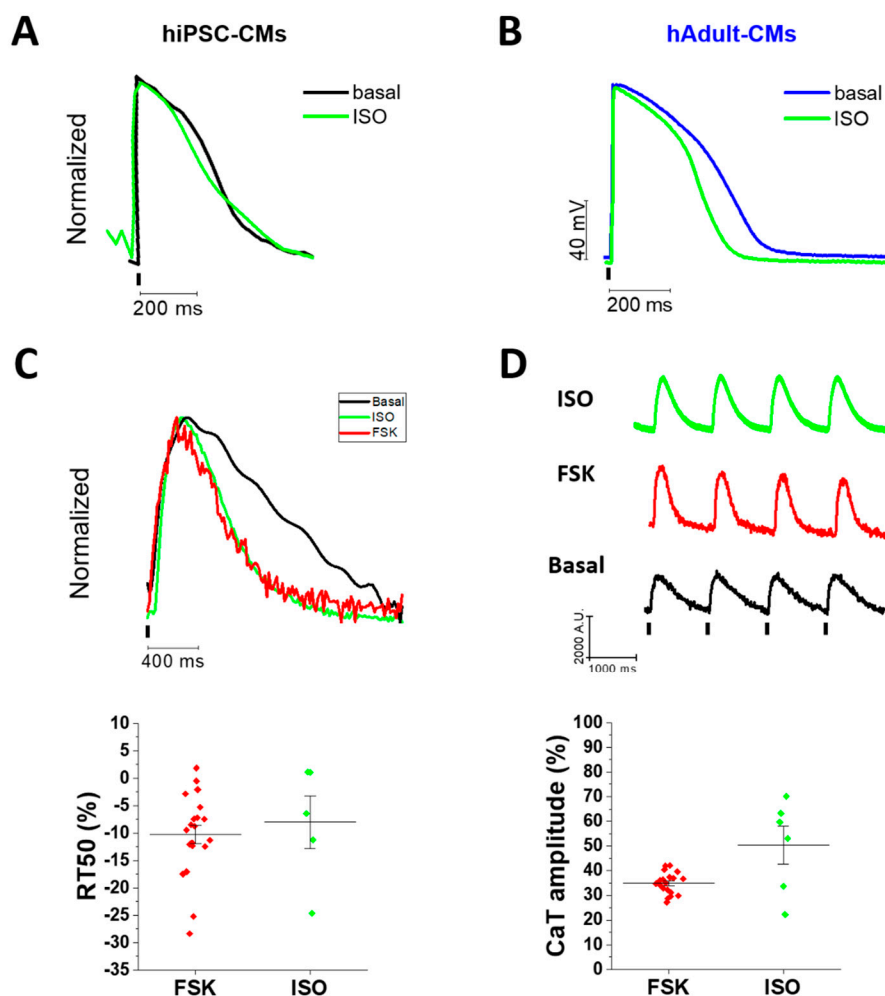 A
hiPSC-CMs
basal
ISO
Normalized
200 ms
B
hAdult-CMs
basal
ISO
40 mV
200 ms
C
Basal
ISO
FSK
Normalized
400 ms
D
ISO
FSK
Basal
2000 A.U.
1000 ms
RT50 (%)
10
5
0
-5
-10
-15
-20
-25
-30
-35
FSK
ISO
CaT amplitude (%)
100
90
80
70
60
50
40
30
20
10
0
FSK
ISO